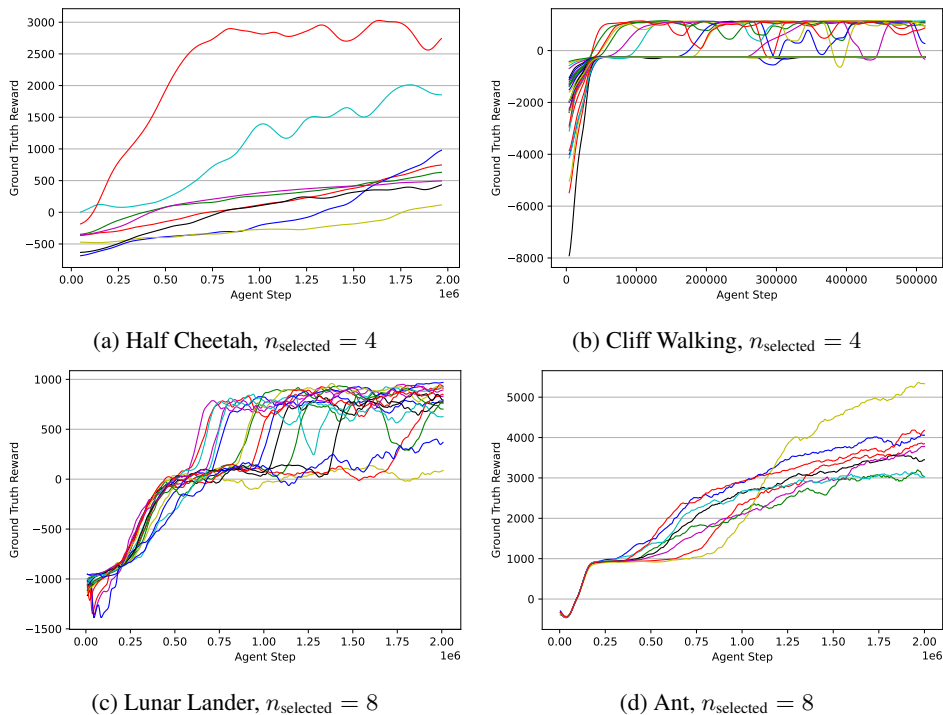 3000
2500
2000
1500
1000
500
0
−500
Ground Truth Reward
0.00 0.25 0.50 0.75 1.00 1.25 1.50 1.75 2.00
1e6
Agent Step
(a) Half Cheetah, n_selected = 4
0
−2000
−4000
−6000
−8000
Ground Truth Reward
0 100000 200000 300000 400000 500000
Agent Step
(b) Cliff Walking, n_selected = 4
1000
500
0
−500
−1000
−1500
Ground Truth Reward
0.00 0.25 0.50 0.75 1.00 1.25 1.50 1.75 2.00
1e6
Agent Step
(c) Lunar Lander, n_selected = 8
5000
4000
3000
2000
1000
0
Ground Truth Reward
0.00 0.25 0.50 0.75 1.00 1.25 1.50 1.75 2.00
1e6
Agent Step
(d) Ant, n_selected = 8